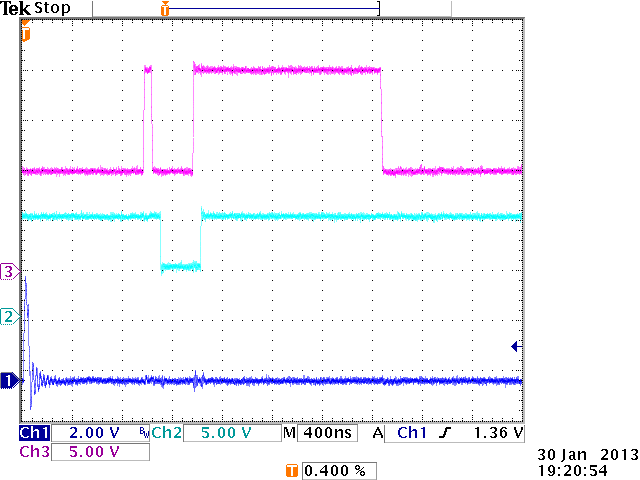 Tek Stop
T
T
3
2
1
Ch1 2.00 V BW Ch2 5.00 V M 400ns A Ch1 1.36 V
Ch3 5.00 V
T 0.400 %
30 Jan 2013
19:20:54